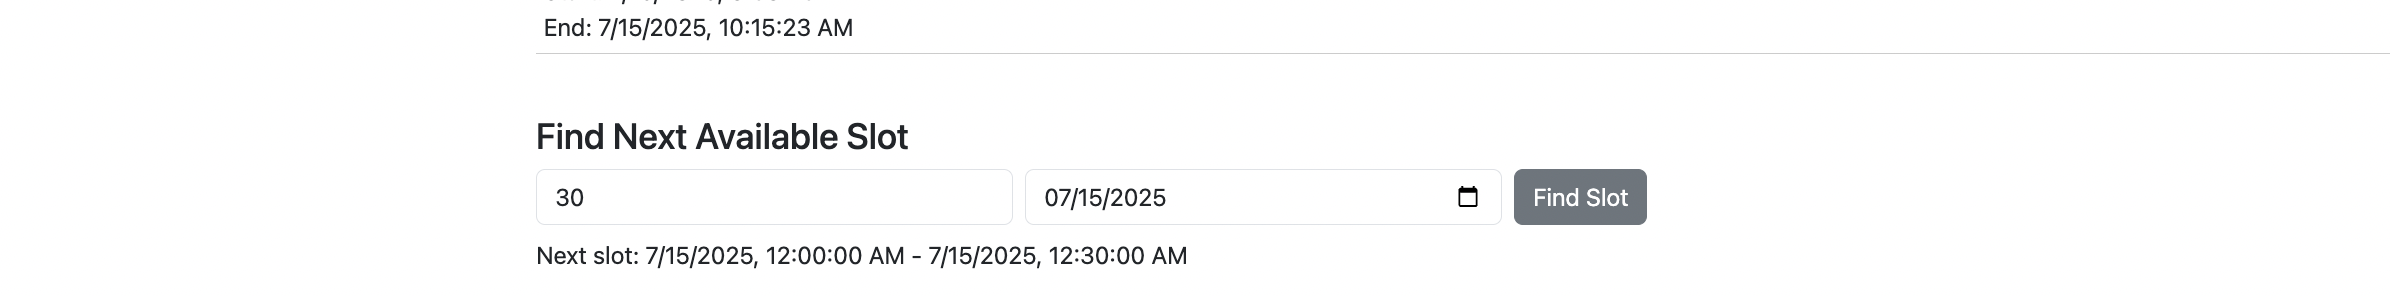 End: 7/15/2025, 10:15:23 AM
Find Next Available Slot
30
07/15/2025
Find Slot
Next slot: 7/15/2025, 12:00:00 AM - 7/15/2025, 12:30:00 AM